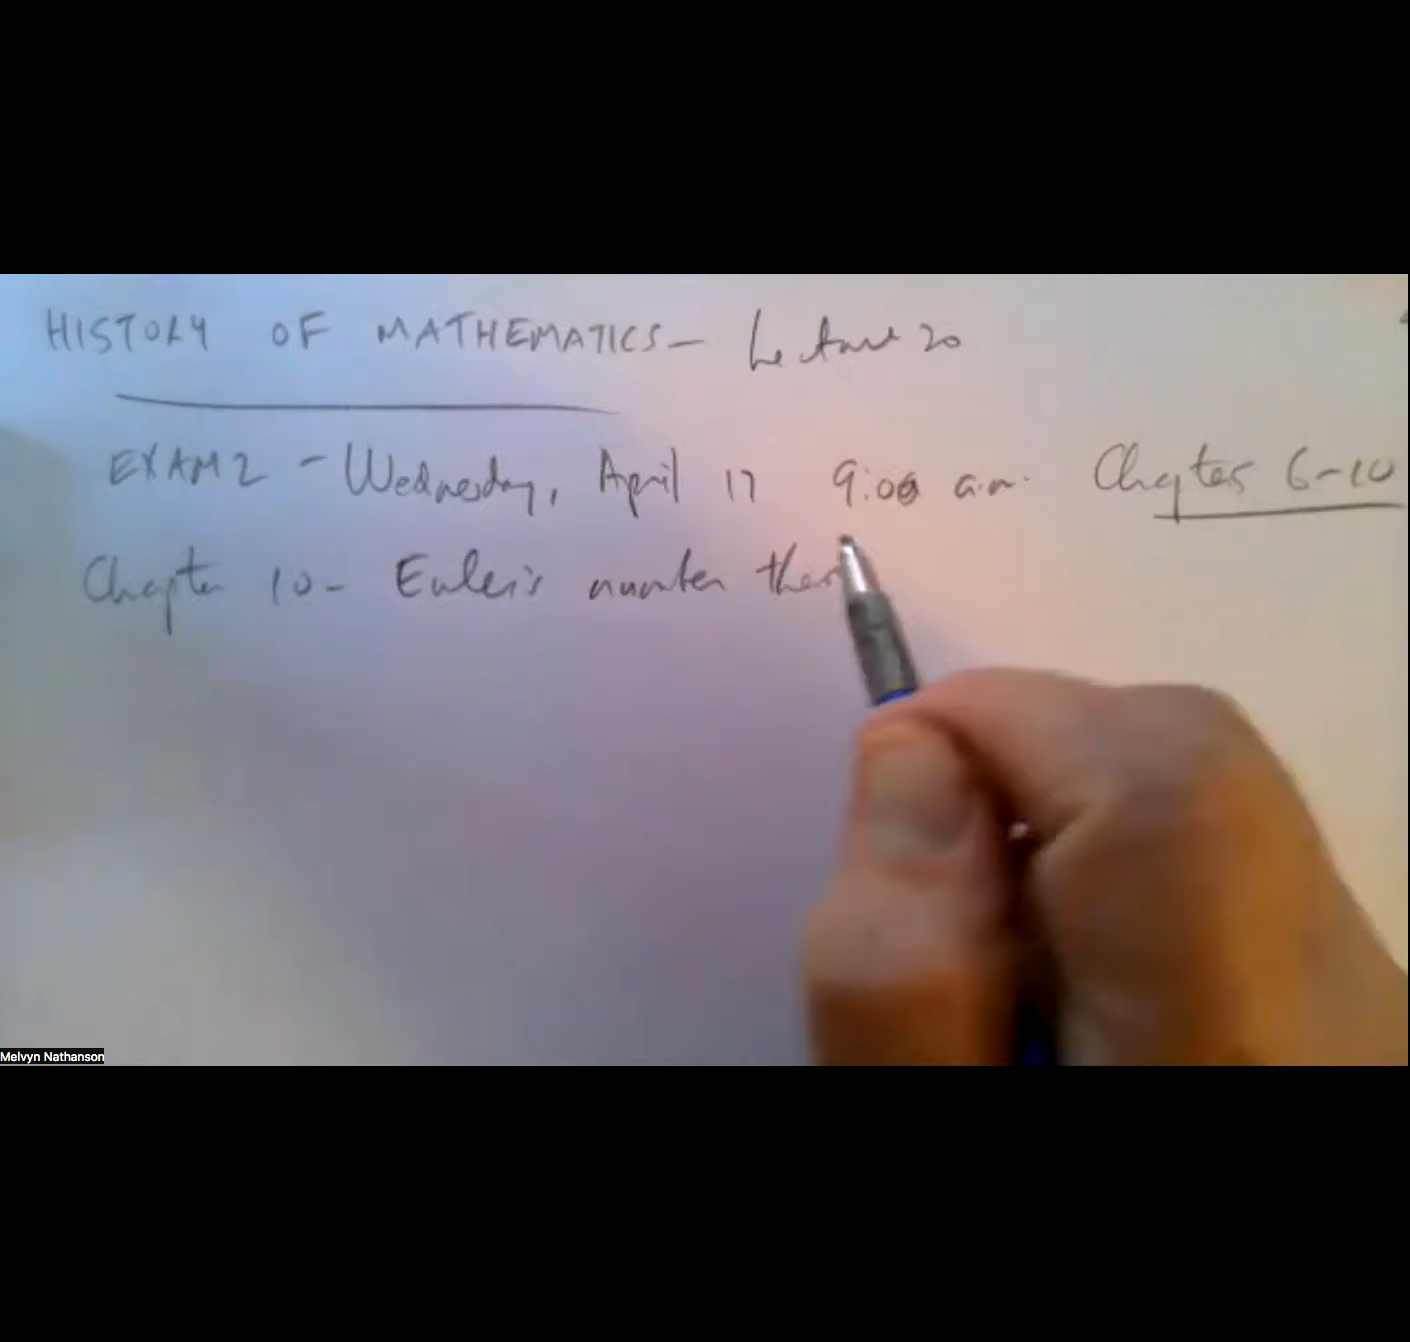 HISTORY OF MATHEMATICS - Lecture 20
EXAM 2 - Wednesday, April 17 9:00 a.m. Chapters 6-10
Chapter 10 - Euler's number theo
Melvyn Nathanson